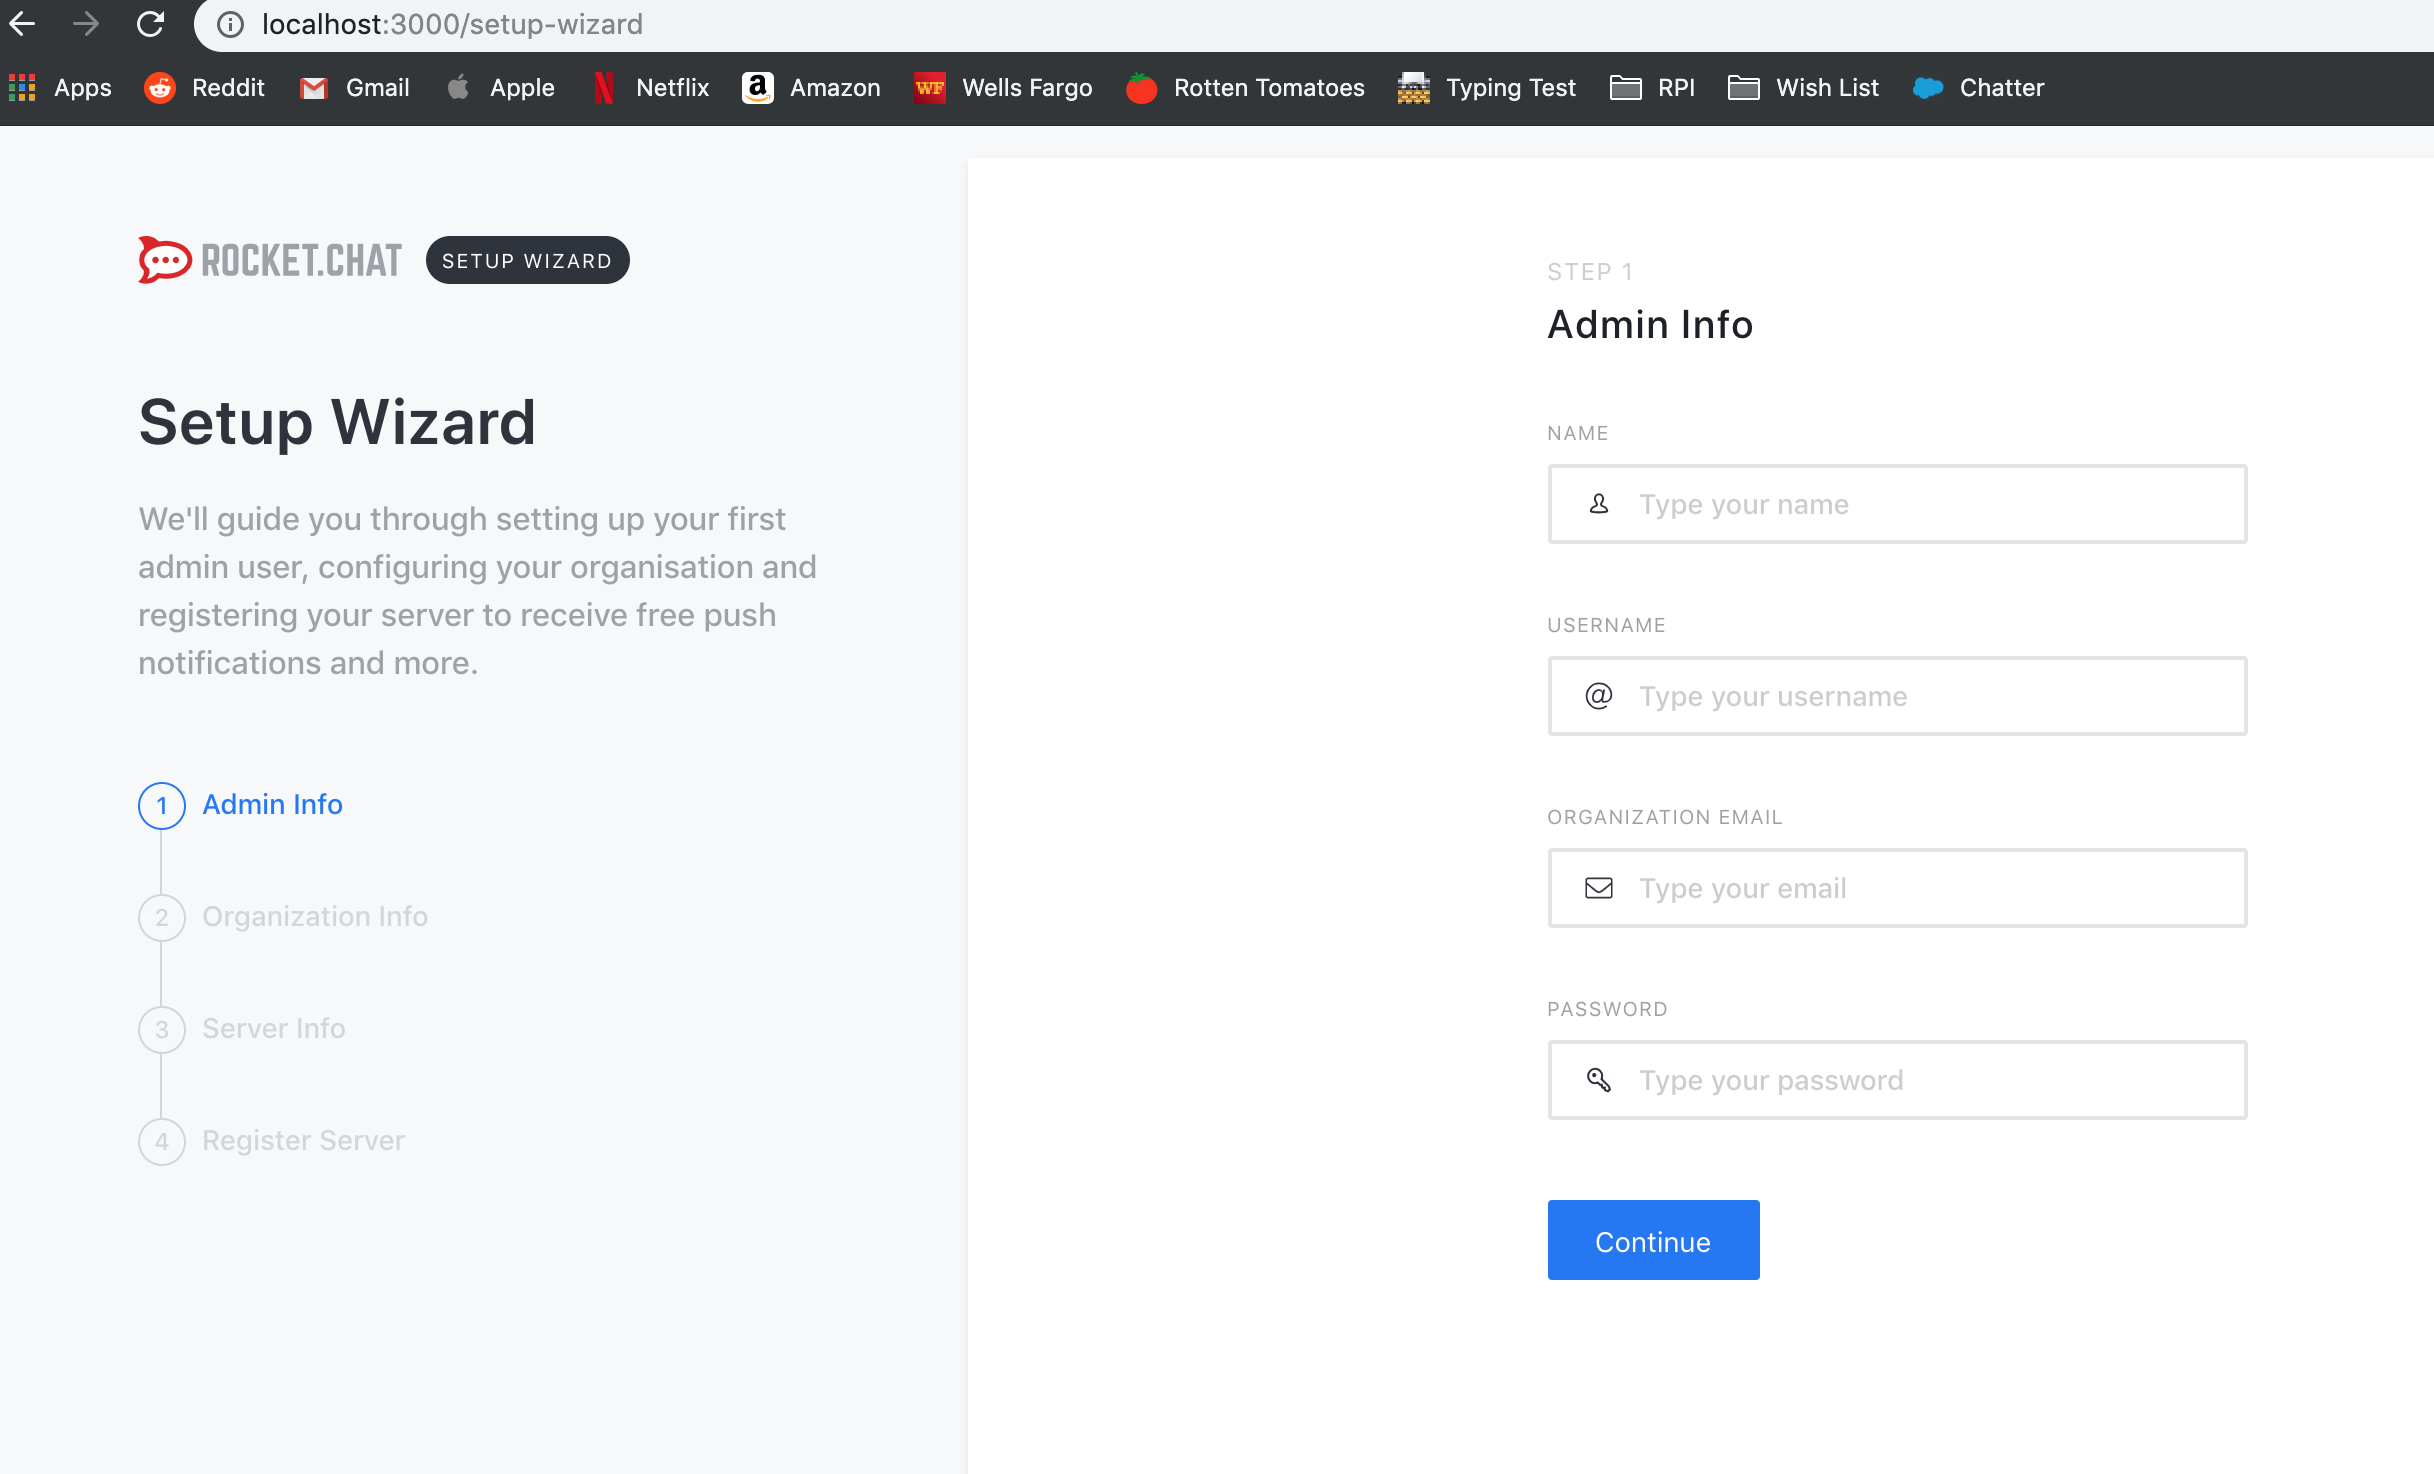 localhost:3000/setup-wizard
Apps Reddit Gmail Apple Netflix Amazon Wells Fargo Rotten Tomatoes Typing Test RPI Wish List Chatter
ROCKET.CHAT SETUP WIZARD
Setup Wizard
We'll guide you through setting up your first
admin user, configuring your organisation and
registering your server to receive free push
notifications and more.
1 Admin Info
2 Organization Info
3 Server Info
4 Register Server
STEP 1
Admin Info
NAME
Type your name
USERNAME
@ Type your username
ORGANIZATION EMAIL
Type your email
PASSWORD
Type your password
Continue